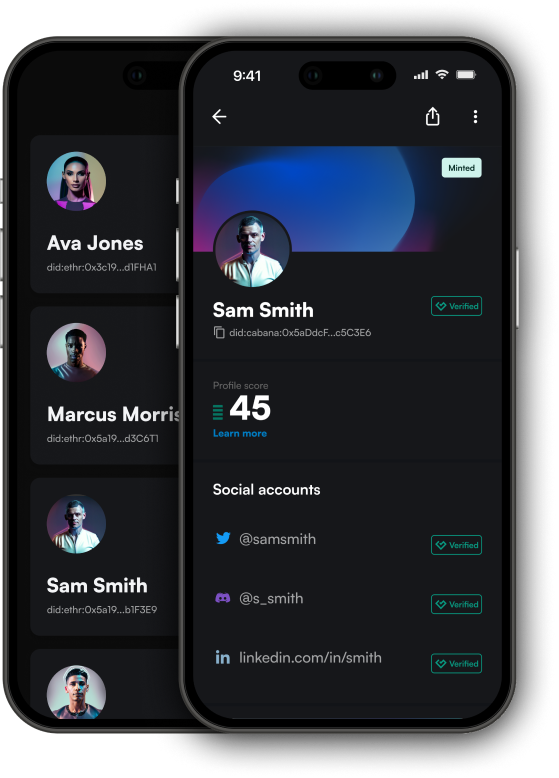 Ava Jones
did:ethr:0x3c19...d1FHA1
Marcus Morris
did:ethr:0x5a19...d3C6T1
Sam Smith
did:ethr:0x5a19...b1F3E9
9:41
Minted
Sam Smith
Verified
did:cabana:0x5aDdcF...c5C3E6
Profile score
45
Learn more
Social accounts
@samsmith
Verified
@s_smith
Verified
linkedin.com/in/smith
Verified